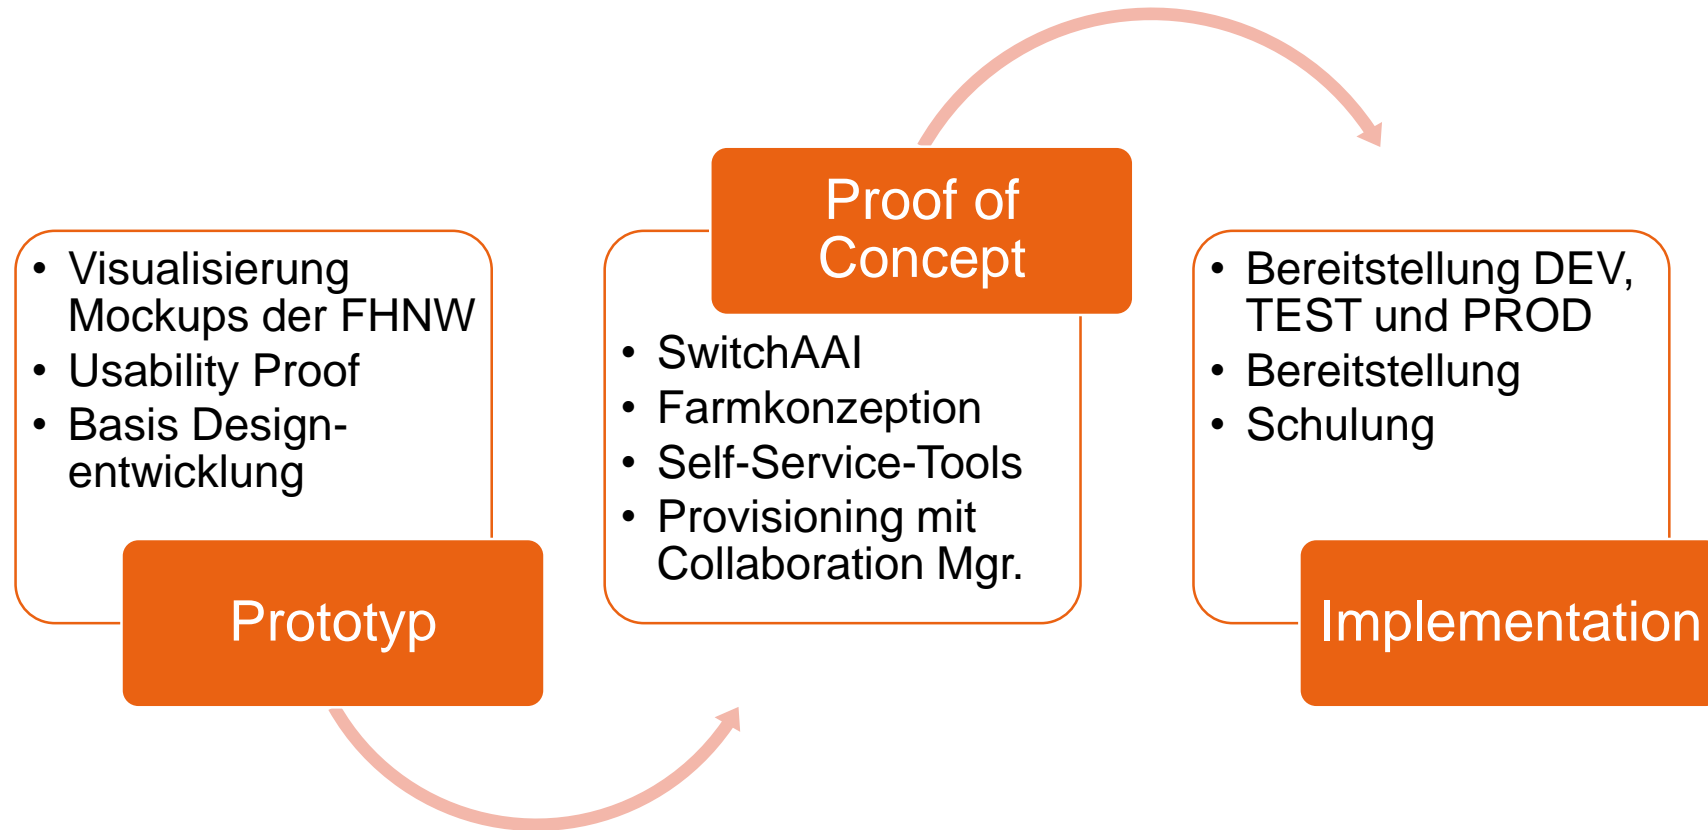 • Visualisierung
Mockups der FHNW
• Usability Proof
• Basis Design-
entwicklung
Prototyp
Proof of
Concept
• SwitchAAI
• Farmkonzeption
• Self-Service-Tools
• Provisioning mit
Collaboration Mgr.
• Bereitstellung DEV,
TEST und PROD
• Bereitstellung
• Schulung
Implementation